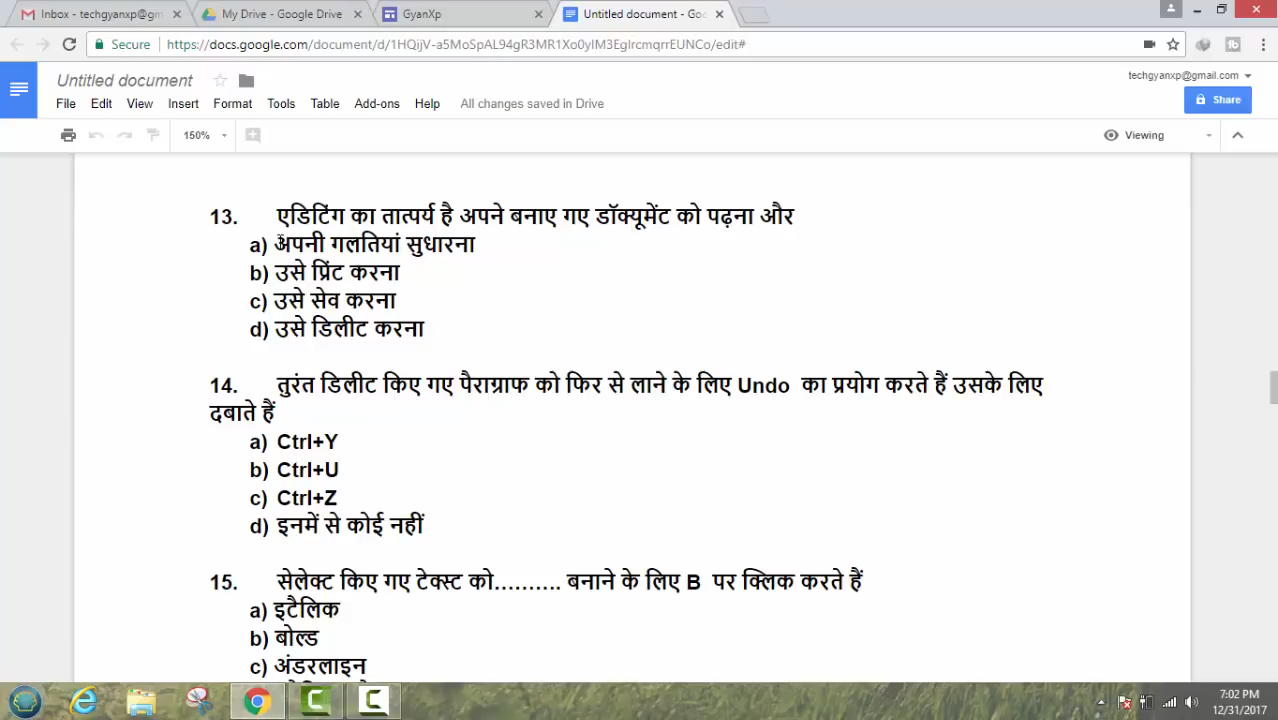 Inbox - techgyanxp@gm
My Drive - Google Drive
GyanXp
Untitled document - Goo
Secure
https://docs.google.com/document/d/1HQijjV-a5MoSpAL94gR3MR1Xo0yIM3EgIrcmqrrEUNCo/edit#
Untitled document
techgyanxp@gmail.com
File Edit View Insert Format Tools Table Add-ons Help All changes saved in Drive
Share
150%
Viewing
13. एडिटिंग का तात्पर्य है अपने बनाए गए डॉक्यूमेंट को पढ़ना और
a) अपनी गलतियां सुधारना
b) उसे प्रिंट करना
c) उसे सेव करना
d) उसे डिलीट करना
14. तुरंत डिलीट किए गए पैराग्राफ को फिर से लाने के लिए Undo का प्रयोग करते हैं उसके लिए
दबाते हैं
a) Ctrl+Y
b) Ctrl+U
c) Ctrl+Z
d) इनमें से कोई नहीं
15. सेलेक्ट किए गए टेक्स्ट को.......... बनाने के लिए B पर क्लिक करते हैं
a) इटैलिक
b) बोल्ड
c) अंडरलाइन
7:02 PM
12/31/2017